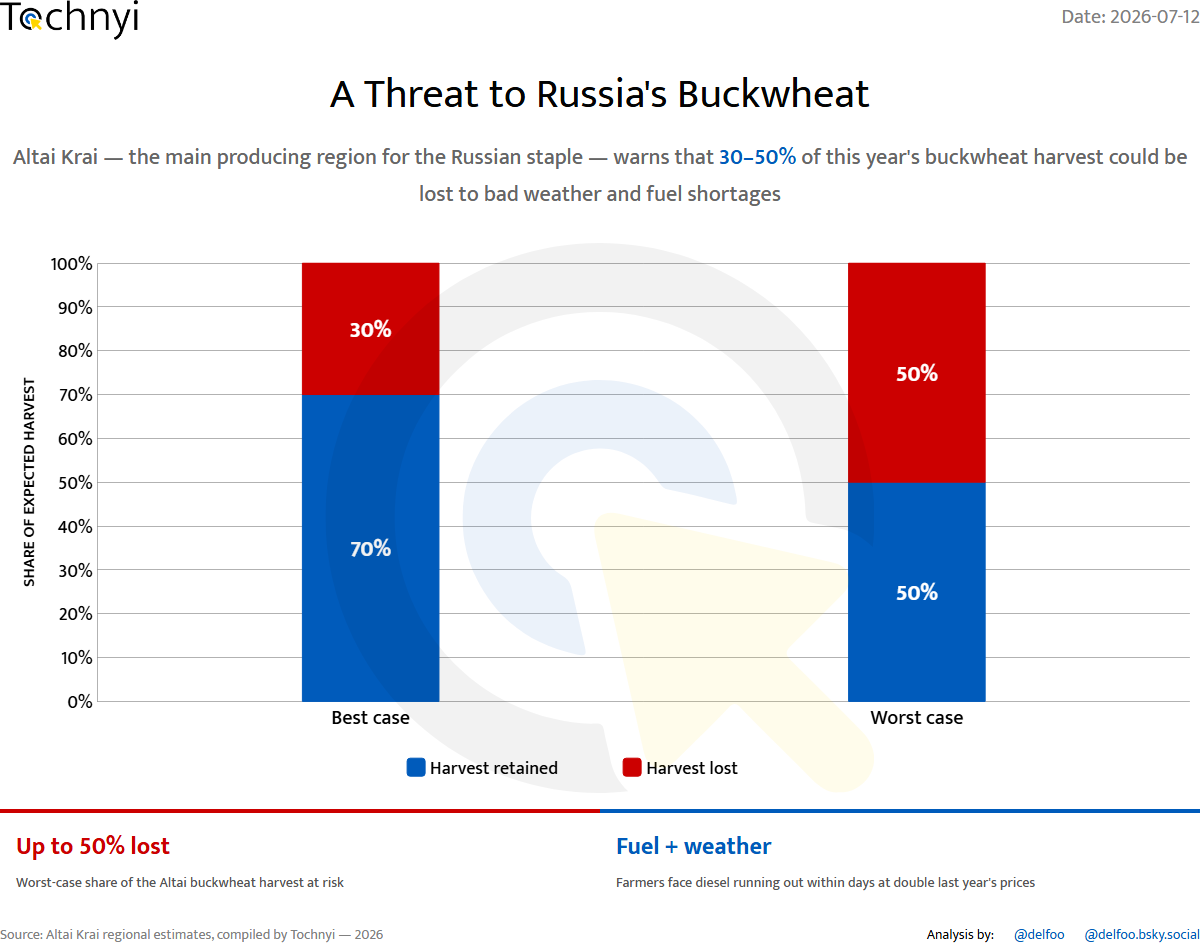 Tochnyi
Date: 2026-07-12
A Threat to Russia's Buckwheat
Altai Krai — the main producing region for the Russian staple — warns that 30–50% of this year's buckwheat harvest could be
lost to bad weather and fuel shortages
SHARE OF EXPECTED HARVEST
100%
90%
80%
70%
60%
50%
40%
30%
20%
10%
0%
30%
70%
50%
50%
Best case
Worst case
Harvest retained
Harvest lost
Up to 50% lost
Worst-case share of the Altai buckwheat harvest at risk
Fuel + weather
Farmers face diesel running out within days at double last year's prices
Source: Altai Krai regional estimates, compiled by Tochnyi — 2026
Analysis by: @delfoo @delfoo.bsky.social